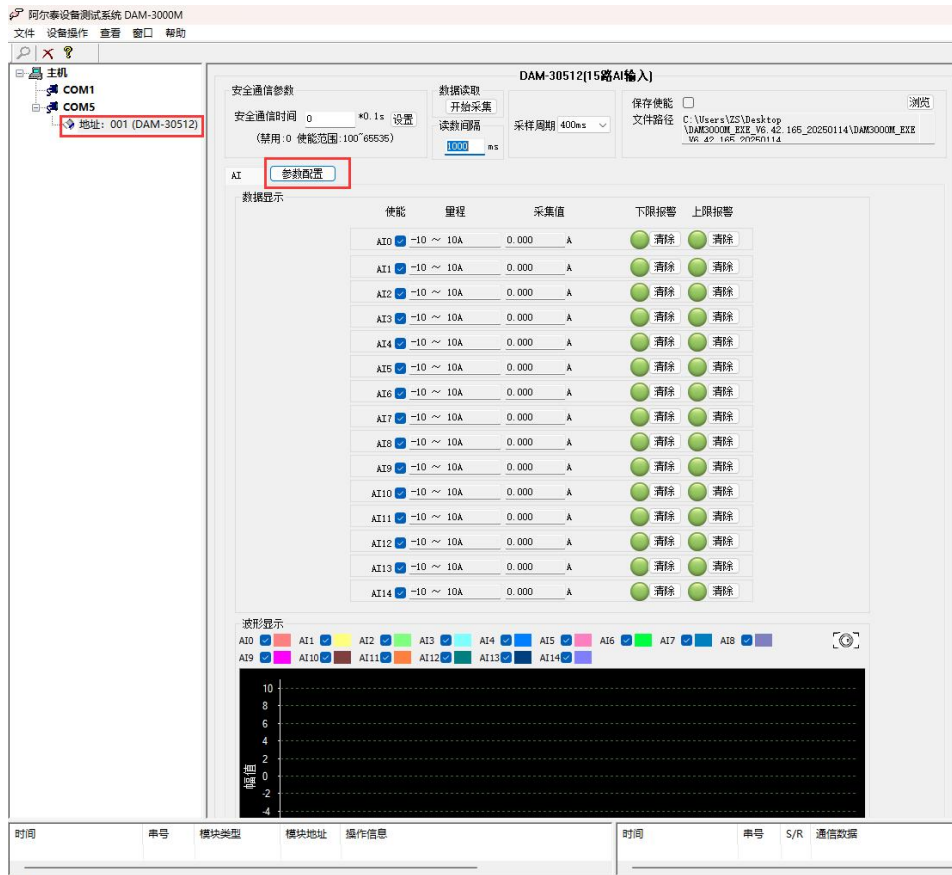 阿尔泰设备测试系统 DAM-3000M
文件 设备操作 查看 窗口 帮助
主机
COM1
COM5
地址：001 (DAM-30512)
DAM-30512[15路AI输入]
安全通信参数
安全通信时间 0 *0.1s 设置
(禁用:0 使能范围:100~65535)
数据读取
开始采集
读数间隔
1000 ms
采样周期 400ms
保存使能
浏览
文件路径 C:\Users\ZS\Desktop
\DAM3000M_EXE_V6.42.165_20250114\DAM3000M_EXE
_V6.42.165_20250114
AI 参数配置
数据显示
使能 量程 采集值 下限报警 上限报警
AI0 -10 ～ 10A 0.000 A 清除 清除
AI1 -10 ～ 10A 0.000 A 清除 清除
AI2 -10 ～ 10A 0.000 A 清除 清除
AI3 -10 ～ 10A 0.000 A 清除 清除
AI4 -10 ～ 10A 0.000 A 清除 清除
AI5 -10 ～ 10A 0.000 A 清除 清除
AI6 -10 ～ 10A 0.000 A 清除 清除
AI7 -10 ～ 10A 0.000 A 清除 清除
AI8 -10 ～ 10A 0.000 A 清除 清除
AI9 -10 ～ 10A 0.000 A 清除 清除
AI10 -10 ～ 10A 0.000 A 清除 清除
AI11 -10 ～ 10A 0.000 A 清除 清除
AI12 -10 ～ 10A 0.000 A 清除 清除
AI13 -10 ～ 10A 0.000 A 清除 清除
AI14 -10 ～ 10A 0.000 A 清除 清除
波形显示
AI0 AI1 AI2 AI3 AI4 AI5 AI6 AI7 AI8
AI9 AI10 AI11 AI12 AI13 AI14
10
8
6
4
2
0
-2
-4
幅值
时间 串号 模块类型 模块地址 操作信息
时间 串号 S/R 通信数据